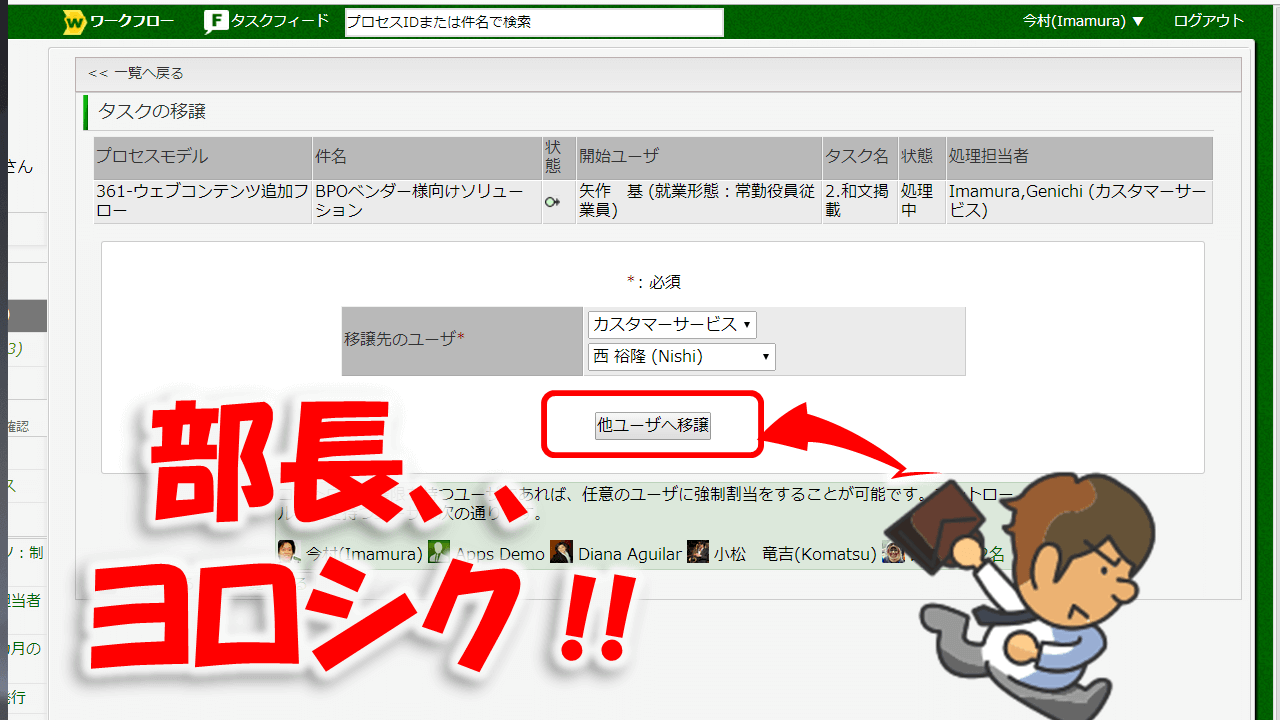 ワークフロー
タスクフィード
プロセスIDまたは件名で検索
今村(Imamura) ▼
ログアウト
<< 一覧へ戻る
タスクの移譲
さん
プロセスモデル
件名
状態
開始ユーザ
タスク名
状態
処理担当者
361-ウェブコンテンツ追加フ
ロー
BPOベンダー様向けソリュー
ション
矢作　基 (就業形態：常勤役員従
業員)
2.和文掲
載
処理
中
Imamura,Genichi (カスタマーサー
ビス)
*：必須
移譲先のユーザ*
カスタマーサービス
西 裕隆 (Nishi)
他ユーザへ移譲
3)
確認
ス
ツ：制
担当者
カ月の
発行
部長、、
ヨロシク!!
つユー
あれば、任意のユーザに強制割当をすることが可能です。
トロー
ル
次の通り
す。
今村(Imamura)
Apps Demo
Diana Aguilar
小松　竜吉(Komatsu)
2名